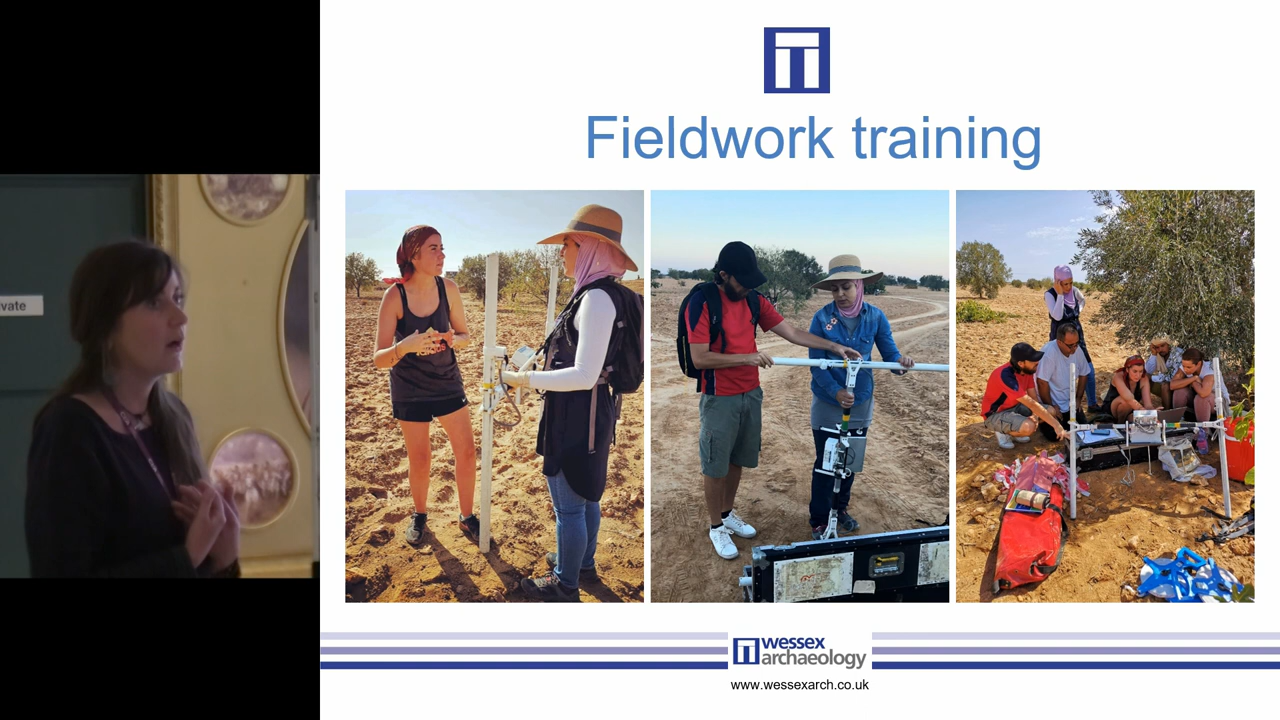 vate
Fieldwork training
wessex
archaeology
www.wessexarch.co.uk